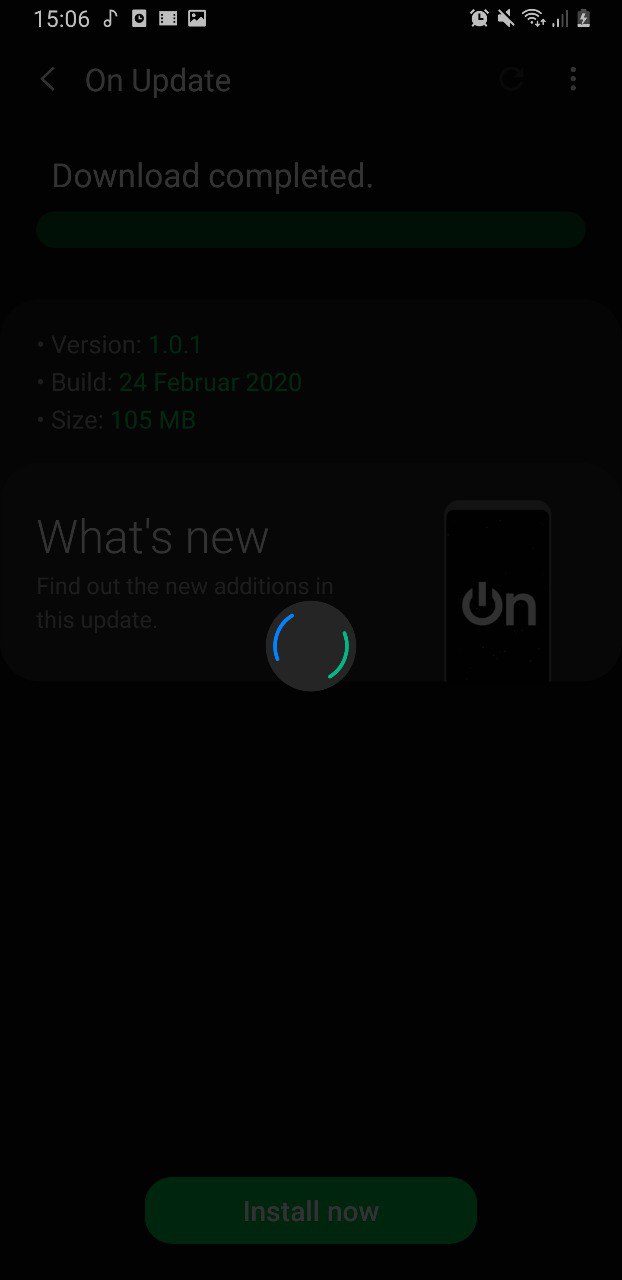 15:06
On Update
Download completed.
• Version: 1.0.1
• Build: 24 Februar 2020
• Size: 105 MB
What's new
Find out the new additions in
this update.
On
Install now